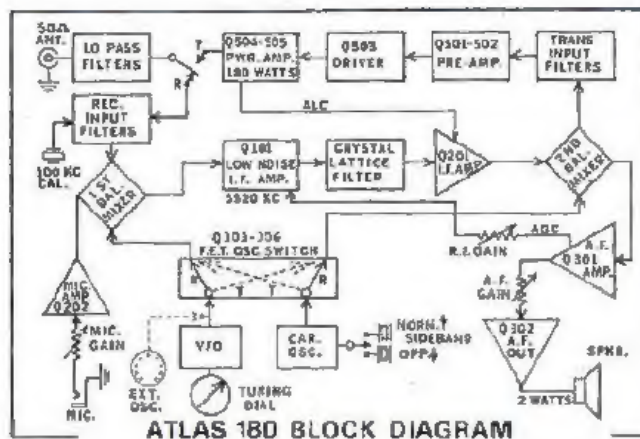 50Ω
ANT.
LO PASS
FILTERS
T
R
Q504-505
PWR. AMP.
180 WATTS
Q503
DRIVER
Q501-502
PRE-AMP.
TRANS
INPUT
FILTERS
ALC
REC.
INPUT
FILTERS
100 KC
CAL.
1ST
BAL.
MIXER
Q101
LOW NOISE
I.F. AMP.
5520 KC
CRYSTAL
LATTICE
FILTER
Q201
I.F. AMP
2ND
BAL.
MIXER
Q303-306
F.E.T. OSC SWITCH
R
T
T
R
R.F. GAIN
AGC
A.F.
Q301
AMP.
A.F.
GAIN
MIC.
AMP
Q202
MIC.
GAIN
MIC.
EXT.
OSC.
VFO
TUNING
DIAL
CAR.
OSC.
NORM.
SIDEBAND
OPP.
Q302
A.F.
OUT
2 WATTS
SPKR.
ATLAS 180 BLOCK DIAGRAM